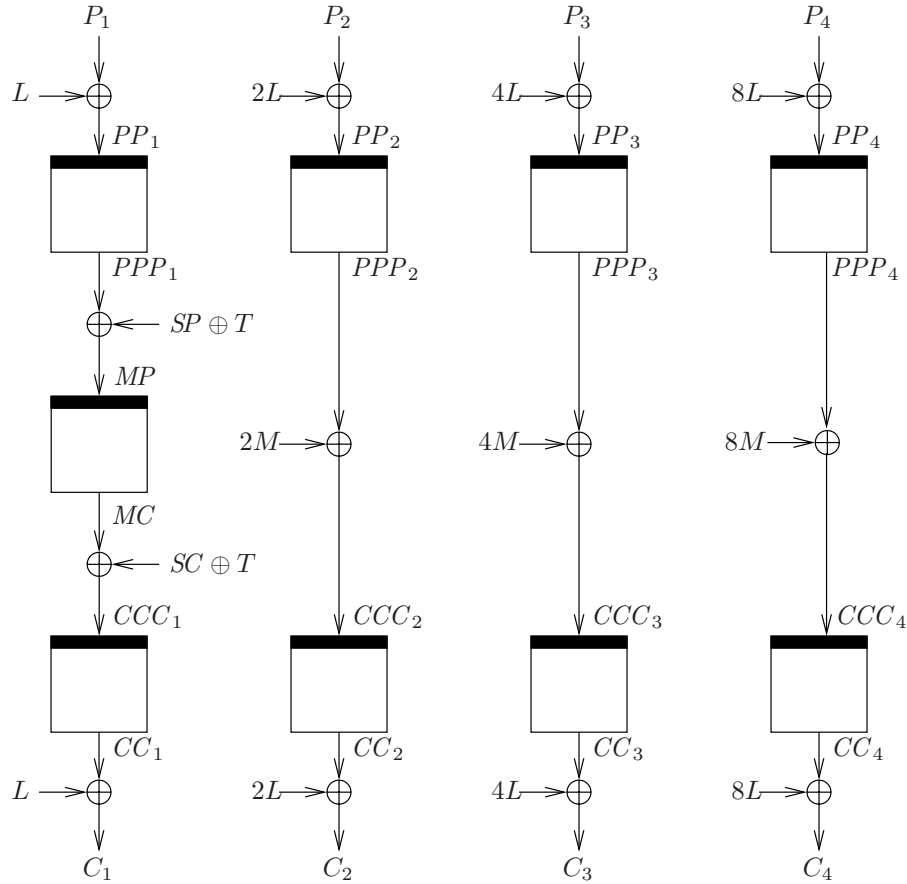 P₁ P₂ P₃ P₄
L 2L 4L 8L
PP₁ PP₂ PP₃ PP₄
PPP₁ PPP₂ PPP₃ PPP₄
SP ⊕ T
MP
2M 4M 8M
MC
SC ⊕ T
CCC₁ CCC₂ CCC₃ CCC₄
CC₁ CC₂ CC₃ CC₄
L 2L 4L 8L
C₁ C₂ C₃ C₄